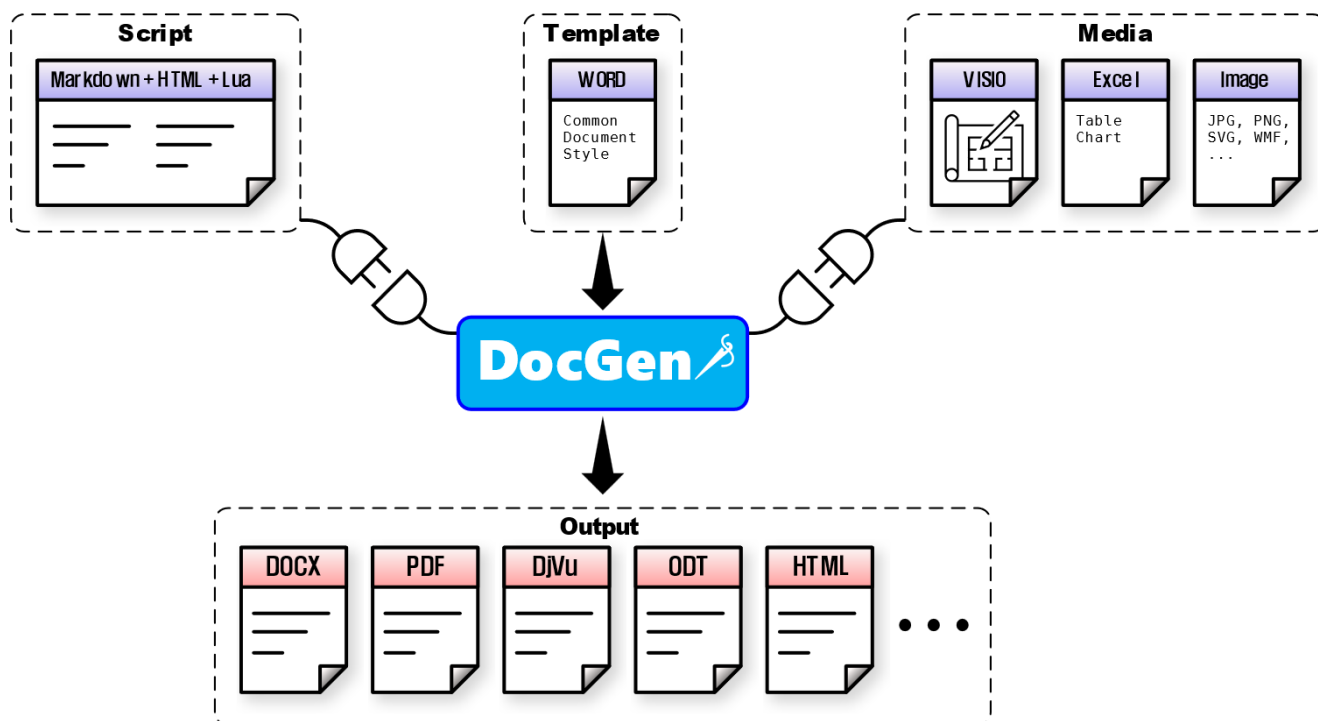 Script
Markdown + HTML + Lua
Template
WORD
Common
Document
Style
Media
VISIO
Excel
Table
Chart
Image
JPG, PNG,
SVG, WMF,
...
DocGen
Output
DOCX
PDF
DjVu
ODT
HTML